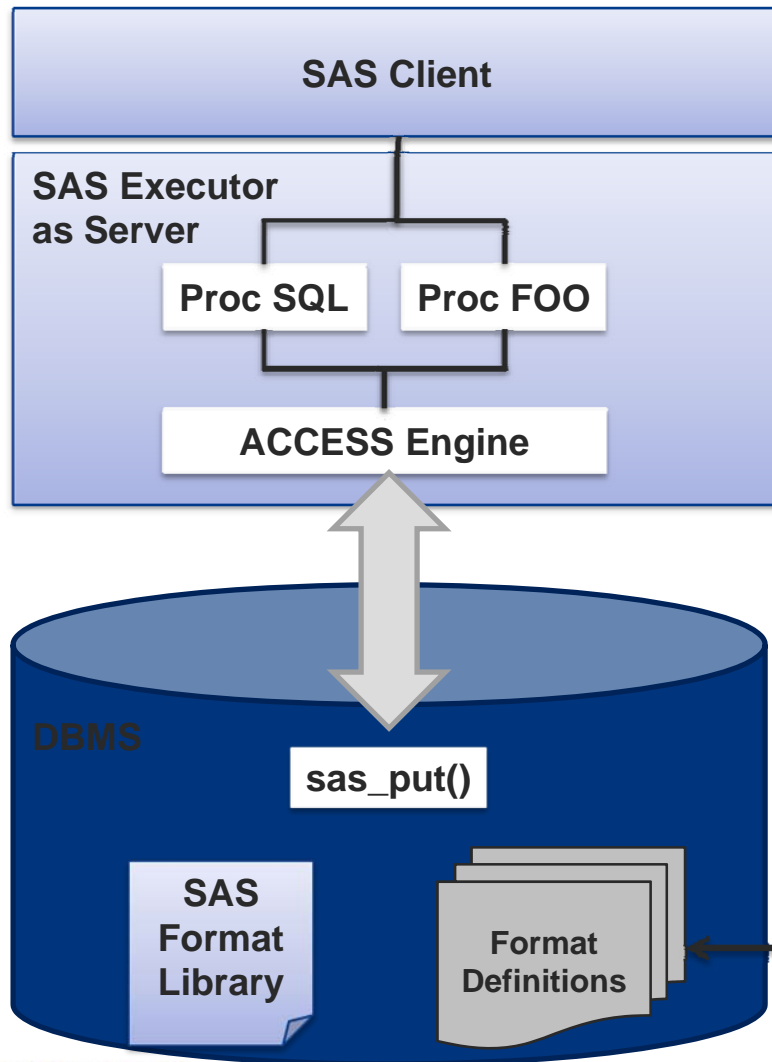 SAS Client
SAS Executor
as Server
Proc SQL
Proc FOO
ACCESS Engine
DBMS
sas_put()
SAS
Format
Library
Format
Definitions